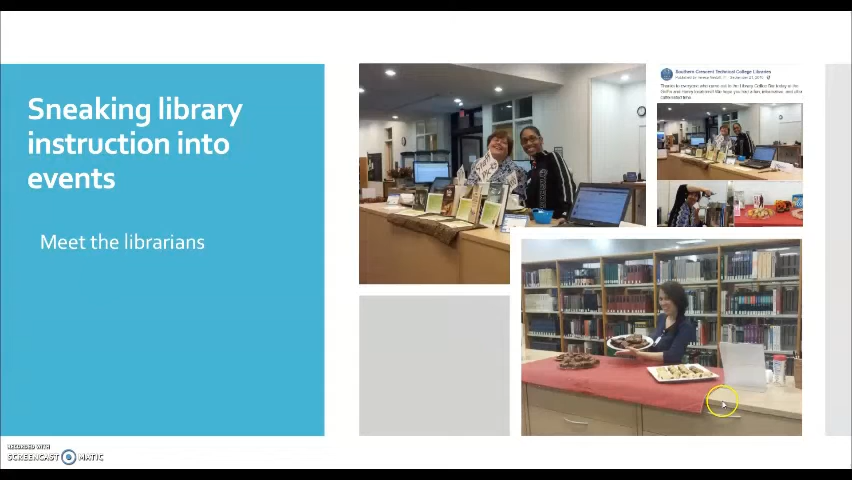 Sneaking library
instruction into
events
Meet the librarians
Southern Crescent Technical College Libraries
RECORDED WITH
SCREENCAST MATIC